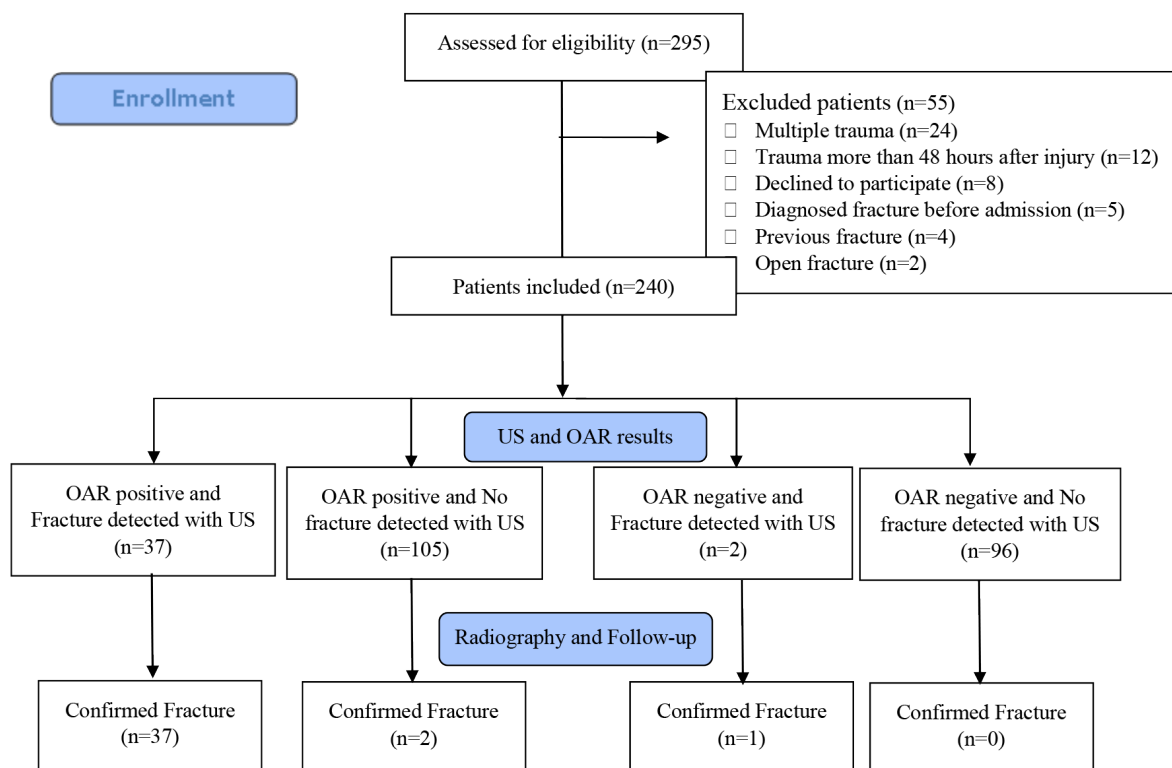 Assessed for eligibility (n=295)
Enrollment
Excluded patients (n=55)
Multiple trauma (n=24)
Trauma more than 48 hours after injury (n=12)
Declined to participate (n=8)
Diagnosed fracture before admission (n=5)
Previous fracture (n=4)
Open fracture (n=2)
Patients included (n=240)
US and OAR results
OAR positive and
Fracture detected with US
(n=37)
OAR positive and No
fracture detected with US
(n=105)
OAR negative and
Fracture detected with US
(n=2)
OAR negative and No
fracture detected with US
(n=96)
Radiography and Follow-up
Confirmed Fracture
(n=37)
Confirmed Fracture
(n=2)
Confirmed Fracture
(n=1)
Confirmed Fracture
(n=0)